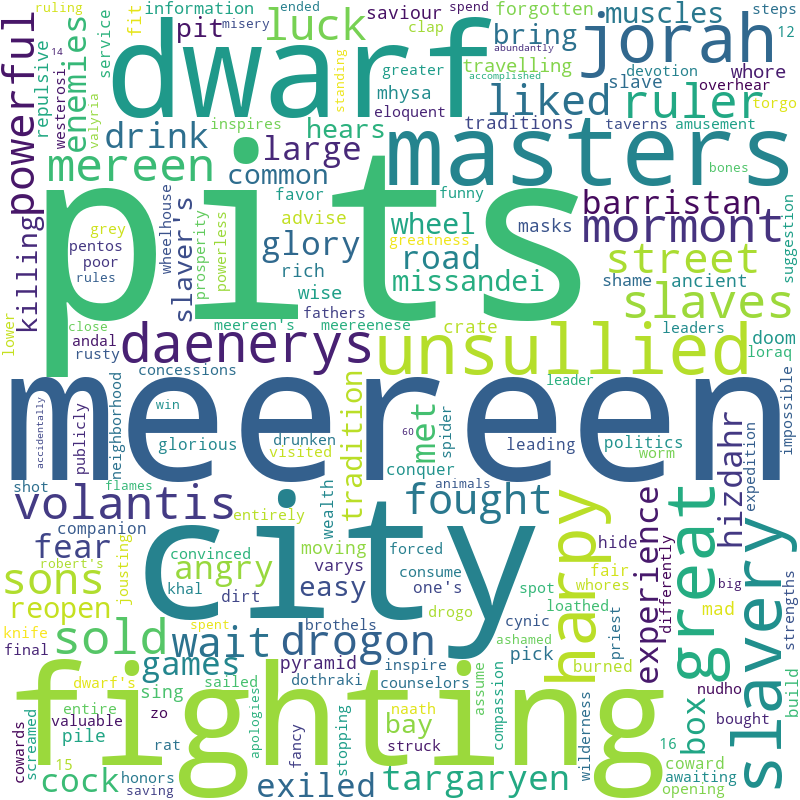 ruling
misery
ended
information
saviour
spend
forgotten
muscles
steps
14
service
fit
pit
luck
clap
abundantly
bring
12
westerosi
repulsive
powerful
enemies
dwarf
greater
travelling
accomplished
jorah
devotion
whore
overhear
standing
mhysa
slave
torgo
valyria
drink
inspires
hears
eloquent
liked
ruler
traditions
taverns
amusement
mereen
large
common
masters
bones
pits
favor
funny
barristan
suggestion
grey
wheelhouse
slaver's
prosperity
powerless
advise
wheel
masks
mormont
pentos
glory
greatness
road
street
poor
rich
missandei
shame
ancient
rules
killing
wise
slaves
lower
close
fathers
meereen's
meereenese
crate
leaders
doom
andal
daenerys
unsullied
loraq
rusty
concessions
leader
impossible
meereen
accidentally
publicly
neighborhood
win
tradition
met
60
spider
glorious
drunken
leading
politics
hizdahr
visited
conquer
worm
expedition
shot
flames
animals
volantis
wealth
fought
harpy
experience
great
slavery
companion
entirely
city
fear
convinced
moving
forced
hide
robert's
jousting
angry
varys
consume
fair
differently
big
sons
khal
dirt
easy
one's
spot
whores
strengths
reopen
drogo
loathed
mad
knife
sold
spent
brothels
cynic
priest
burned
final
wait
drogon
ashamed
games
pyramid
inspire
pick
dwarf's
sing
sailed
dothraki
counselors
assume
compassion
wilderness
nudho
build
entire
fighting
apologies
naath
box
bought
valuable
zo
bay
cowards
screamed
pile
rat
fancy
stopping
struck
16
15
coward
cock
honors
saving
exiled
targaryen
awaiting
opening